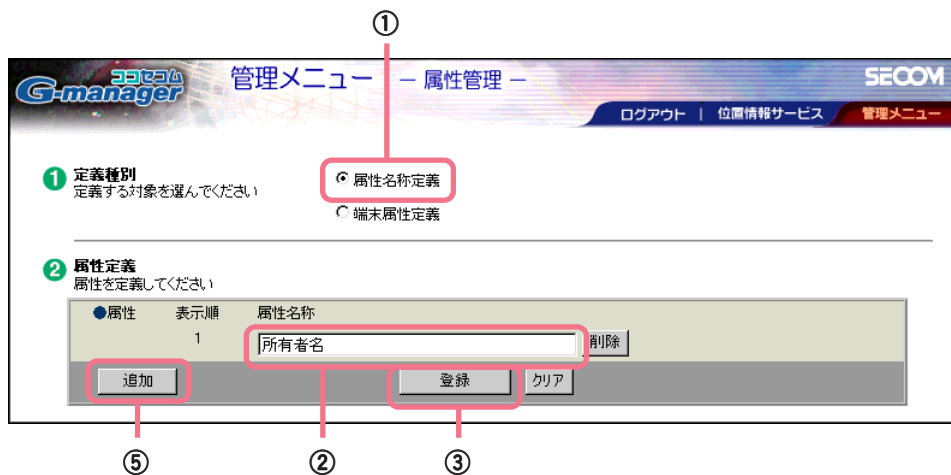 ①
ココセコム
G-manager
管理メニュー － 属性管理 －
SECOM
ログアウト | 位置情報サービス
管理メニュー
1 定義種別
定義する対象を選んでください
属性名称定義
端末属性定義
2 属性定義
属性を定義してください
●属性 表示順 属性名称
1 所有者名 削除
追加 登録 クリア
⑤ ② ③